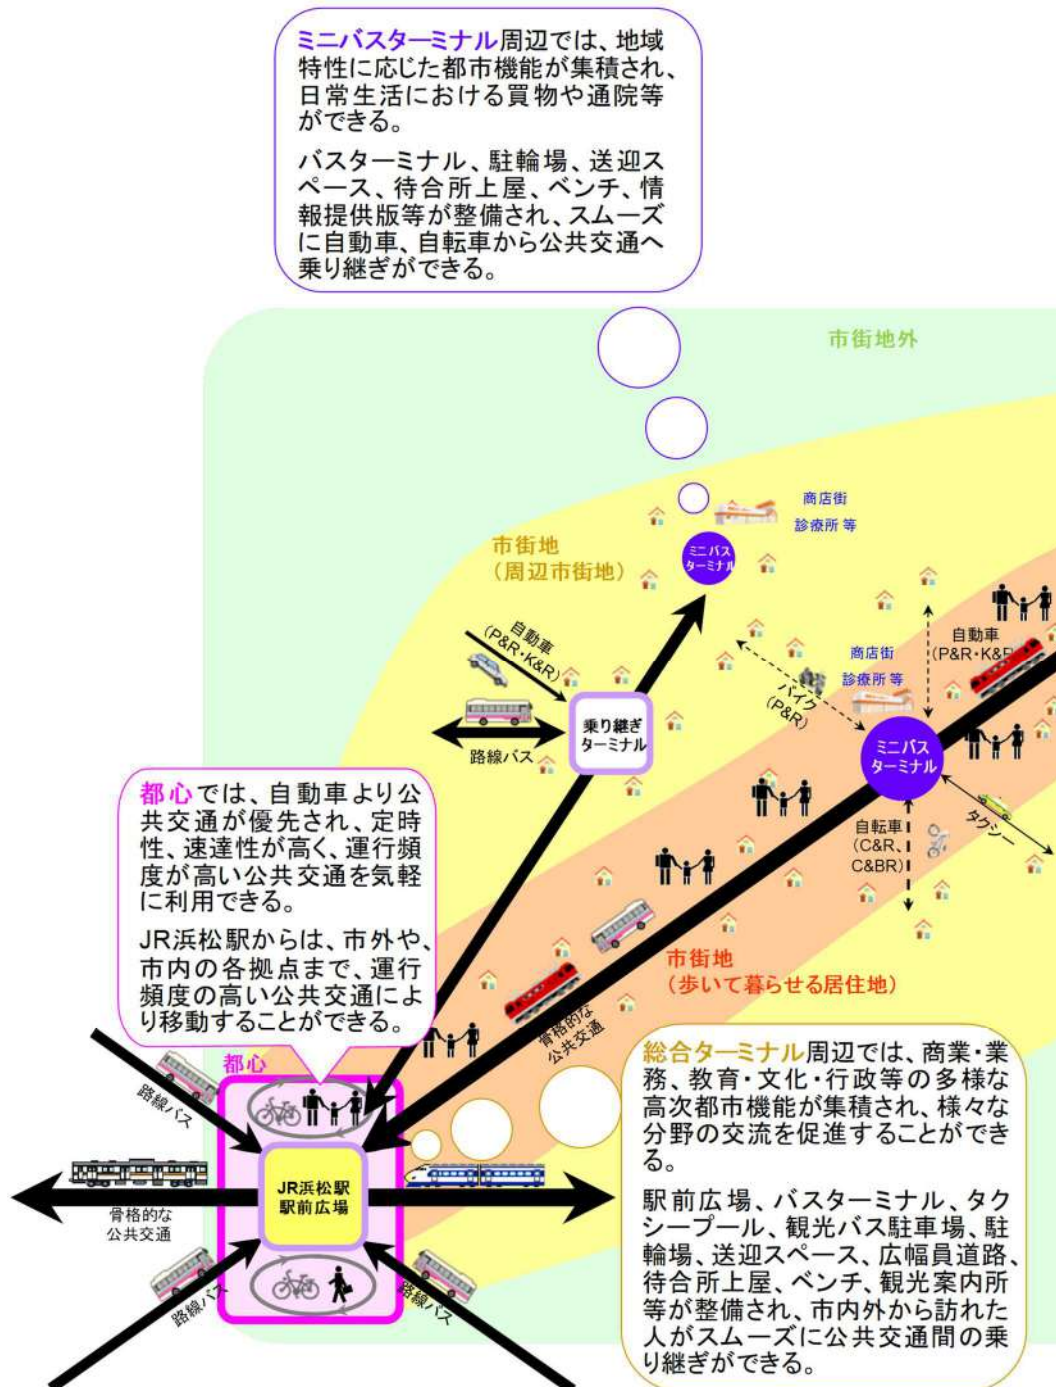 ミニバスターミナル周辺では、地域
特性に応じた都市機能が集積され、
日常生活における買物や通院等
ができる。
バスターミナル、駐輪場、送迎ス
ペース、待合所上屋、ベンチ、情
報提供版等が整備され、スムーズ
に自動車、自転車から公共交通へ
乗り継ぎができる。
市街地外
商店街
診療所 等
市街地
（周辺市街地）
ミニバス
ターミナル
自動車
(P&R・K&R)
路線バス
乗り継ぎ
ターミナル
バイク
(P&R)
商店街
診療所 等
自動車
(P&R・K&R)
ミニバス
ターミナル
自転車
(C&R、
C&BR)
タクシー
都心では、自動車より公
共交通が優先され、定時
性、速達性が高く、運行頻
度が高い公共交通を気軽
に利用できる。
JR浜松駅からは、市外や、
市内の各拠点まで、運行
頻度の高い公共交通によ
り移動することができる。
市街地
（歩いて暮らせる居住地）
骨格的な
公共交通
都心
路線バス
JR浜松駅
駅前広場
骨格的な
公共交通
路線バス
路線バス
総合ターミナル周辺では、商業・業
務、教育・文化・行政等の多様な
高次都市機能が集積され、様々な
分野の交流を促進することができ
る。
駅前広場、バスターミナル、タ
クシープール、観光バス駐車場、駐
輪場、送迎スペース、広幅員道路、
待合所上屋、ベンチ、観光案内所
等が整備され、市内外から訪れた
人がスムーズに公共交通間の乗
り継ぎができる。